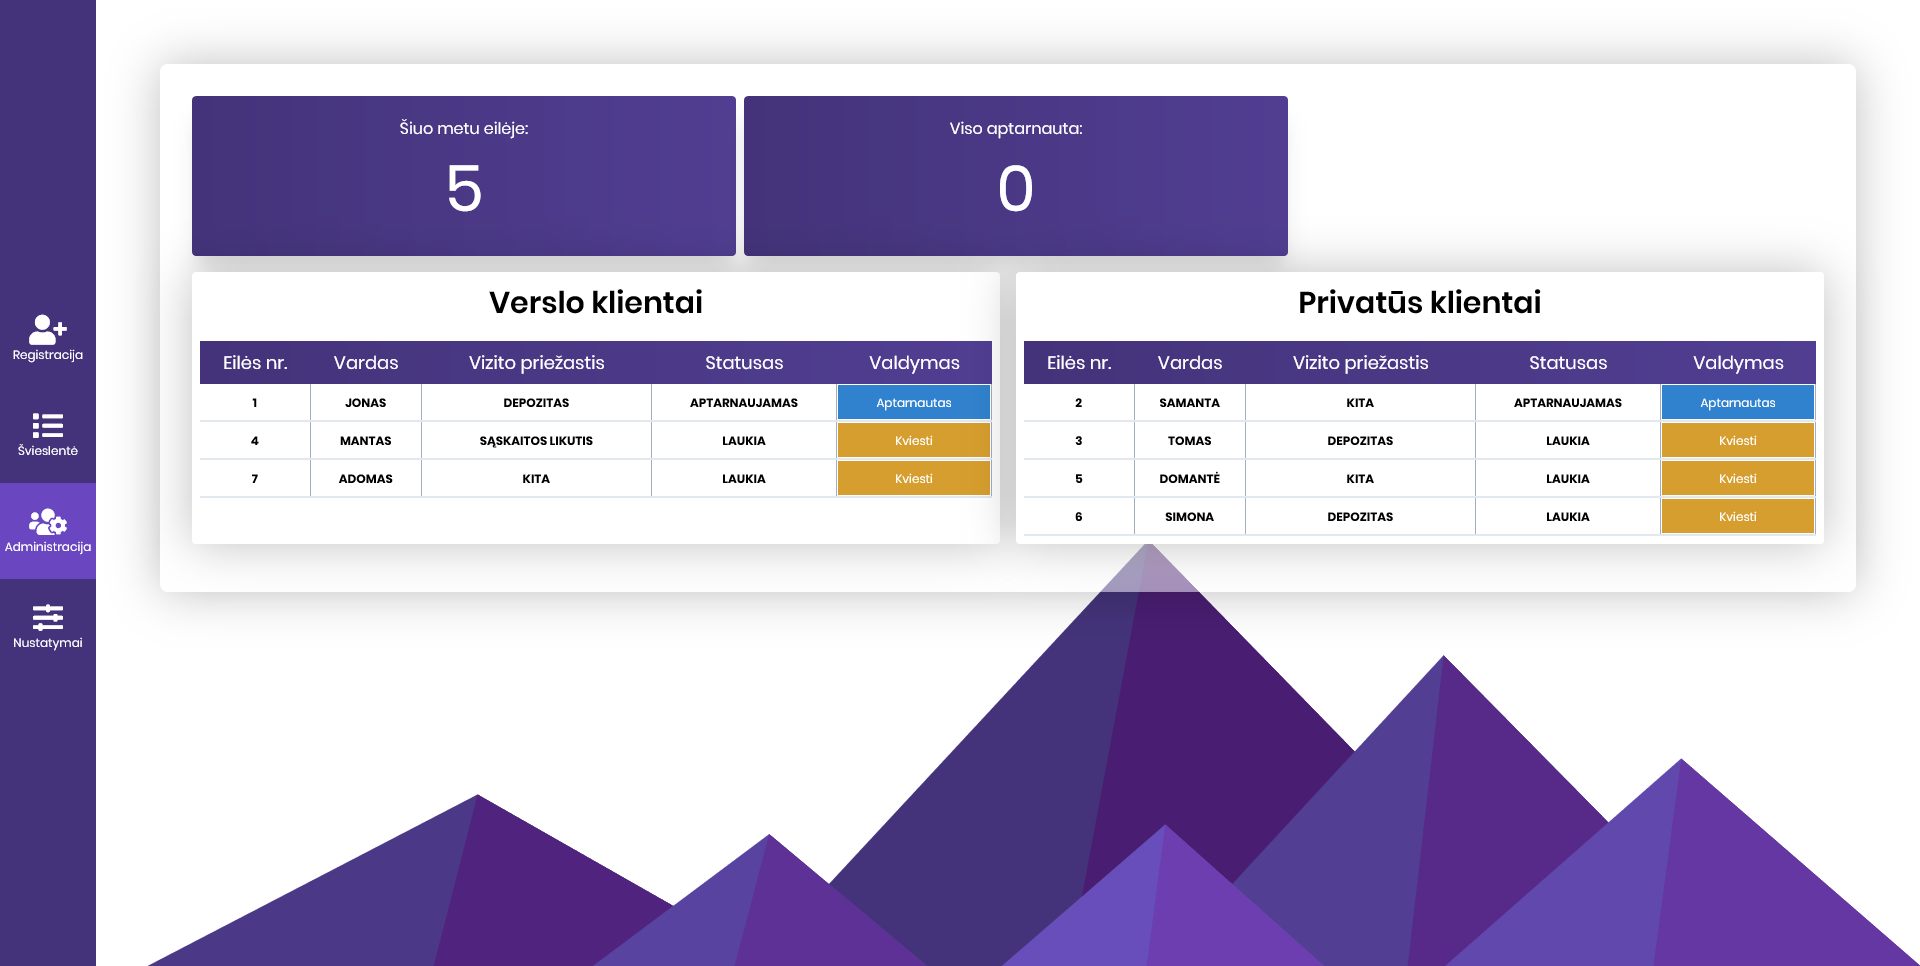 Registracija
Švieslentė
Administracija
Nustatymai
Šiuo metu eilėje:
5
Viso aptarnauta:
0
Verslo klientai
Eilės nr. Vardas Vizito priežastis Statusas Valdymas
1 JONAS DEPOZITAS APTARNAUJAMAS Aptarnautas
4 MANTAS SĄSKAITOS LIKUTIS LAUKIA Kviesti
7 ADOMAS KITA LAUKIA Kviesti
Privatūs klientai
Eilės nr. Vardas Vizito priežastis Statusas Valdymas
2 SAMANTA KITA APTARNAUJAMAS Aptarnautas
3 TOMAS DEPOZITAS LAUKIA Kviesti
5 DOMANTĖ KITA LAUKIA Kviesti
6 SIMONA DEPOZITAS LAUKIA Kviesti